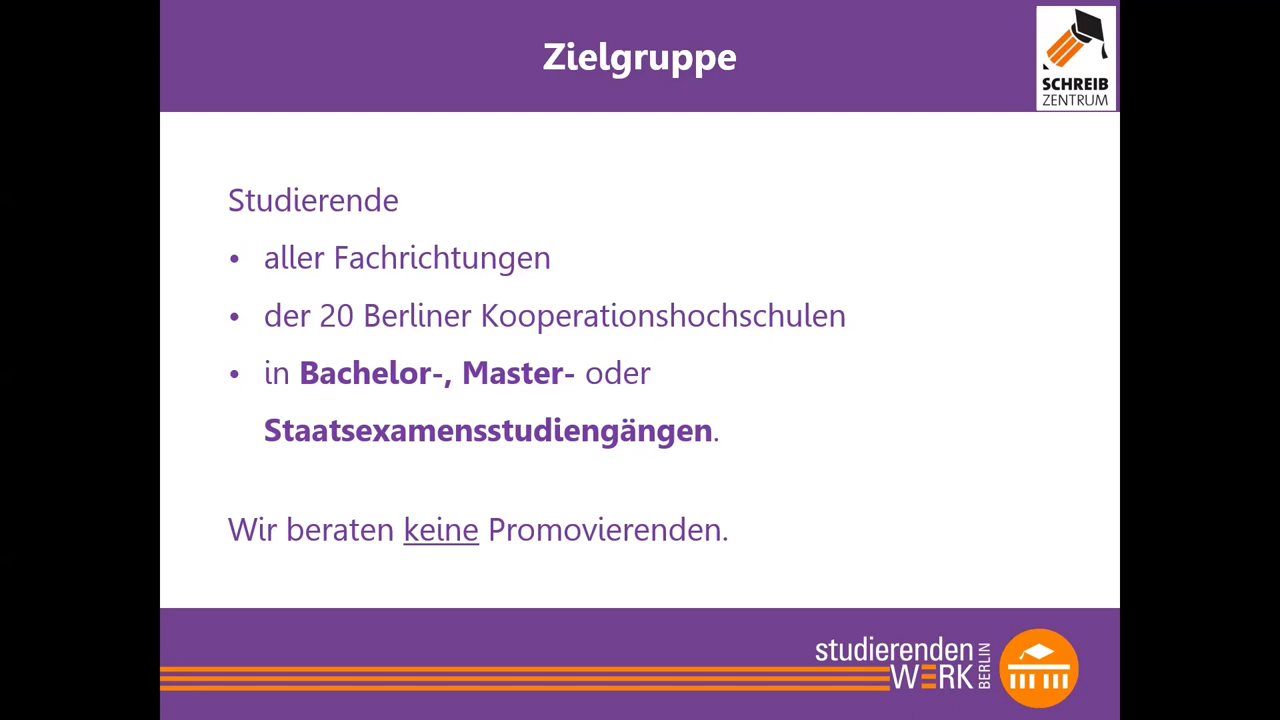 Zielgruppe
SCHREIB
ZENTRUM
Studierende
• aller Fachrichtungen
• der 20 Berliner Kooperationshochschulen
• in Bachelor-, Master- oder
Staatsexamensstudiengängen.
Wir beraten keine Promovierenden.
studierenden
WERK
BERLIN